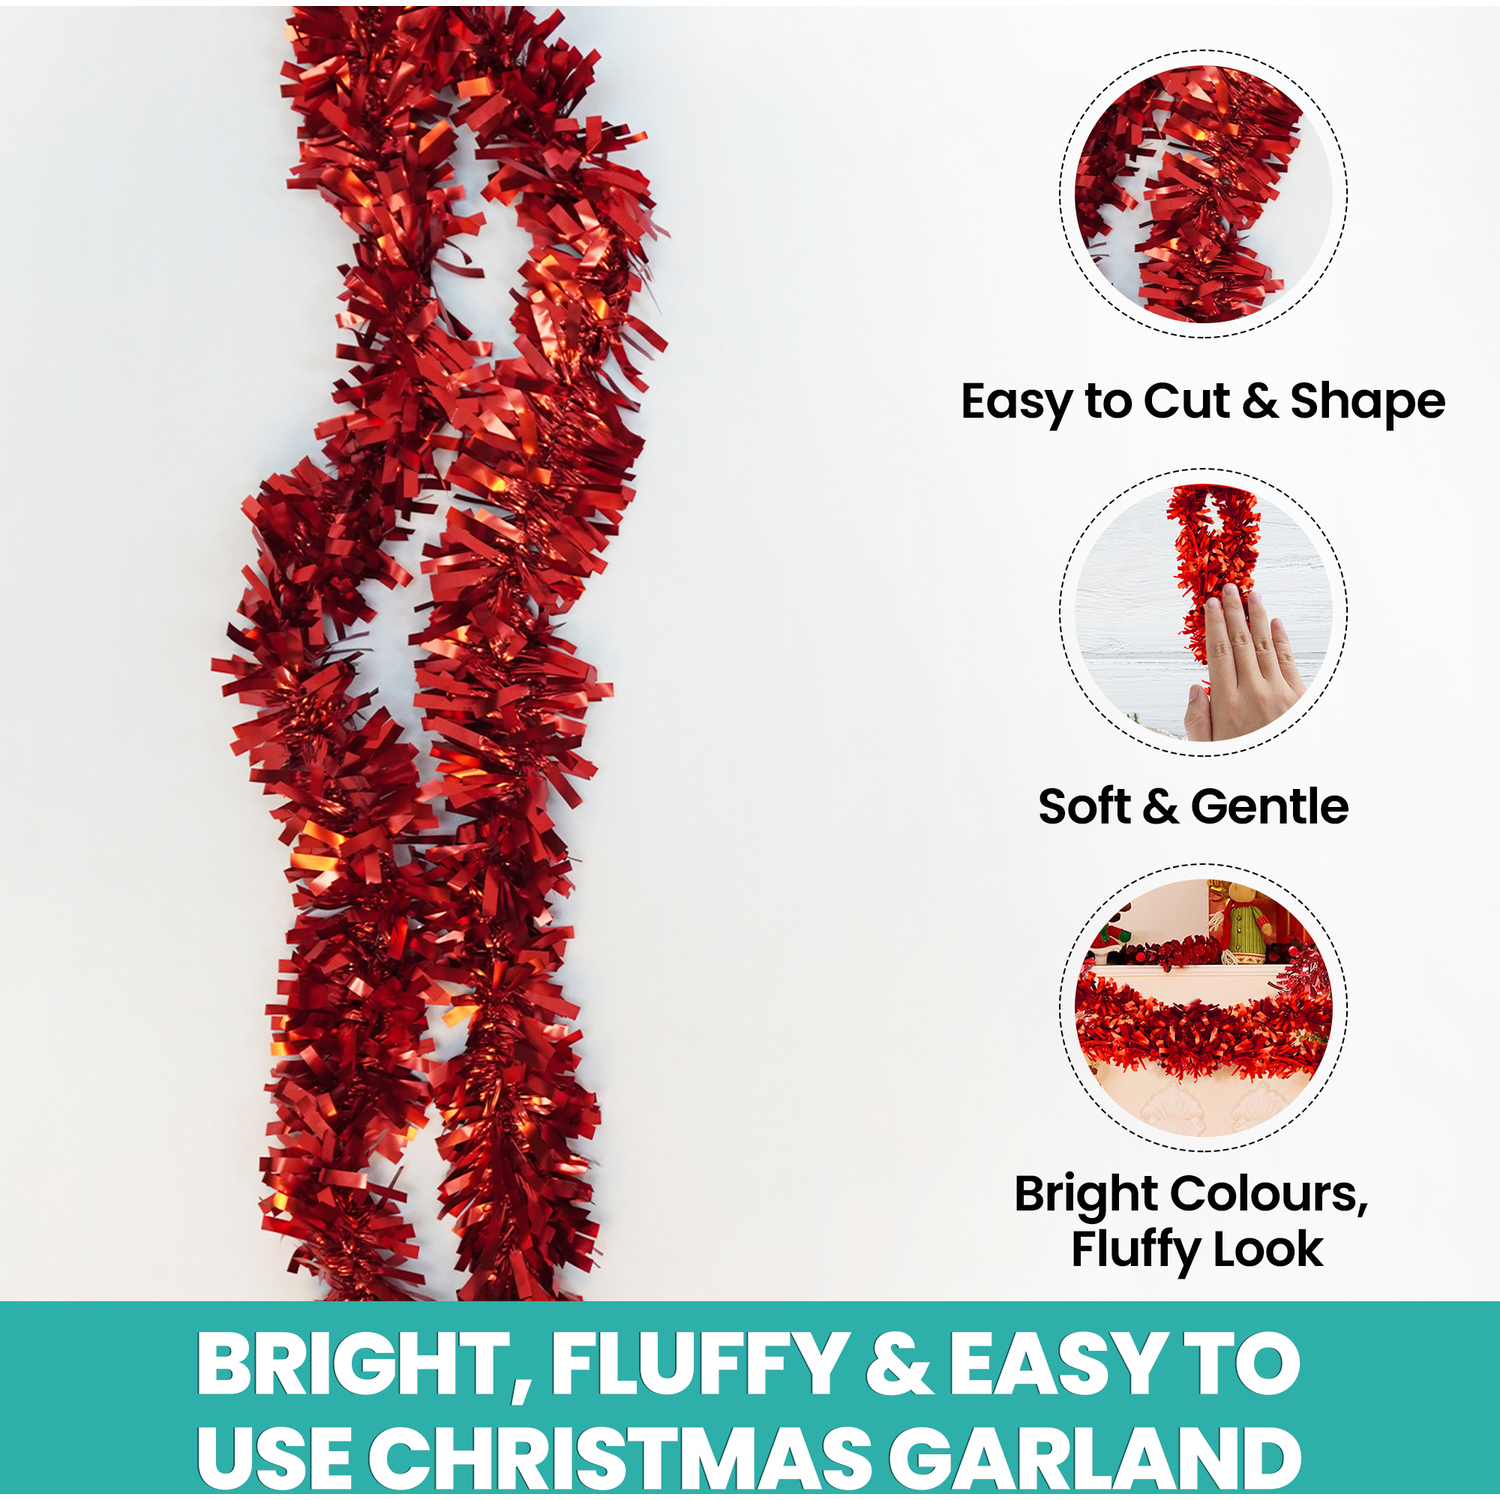 Easy to Cut & Shape
Soft & Gentle
Bright Colours,
Fluffy Look
BRIGHT, FLUFFY & EASY TO
USE CHRISTMAS GARLAND